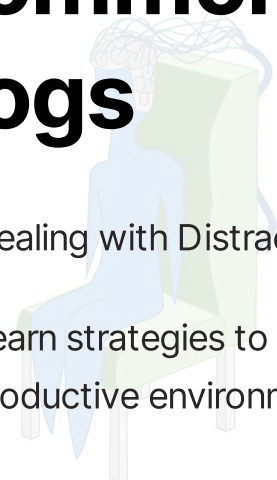 ogs
ealing with Distrac
earn strategies to
oductive environm